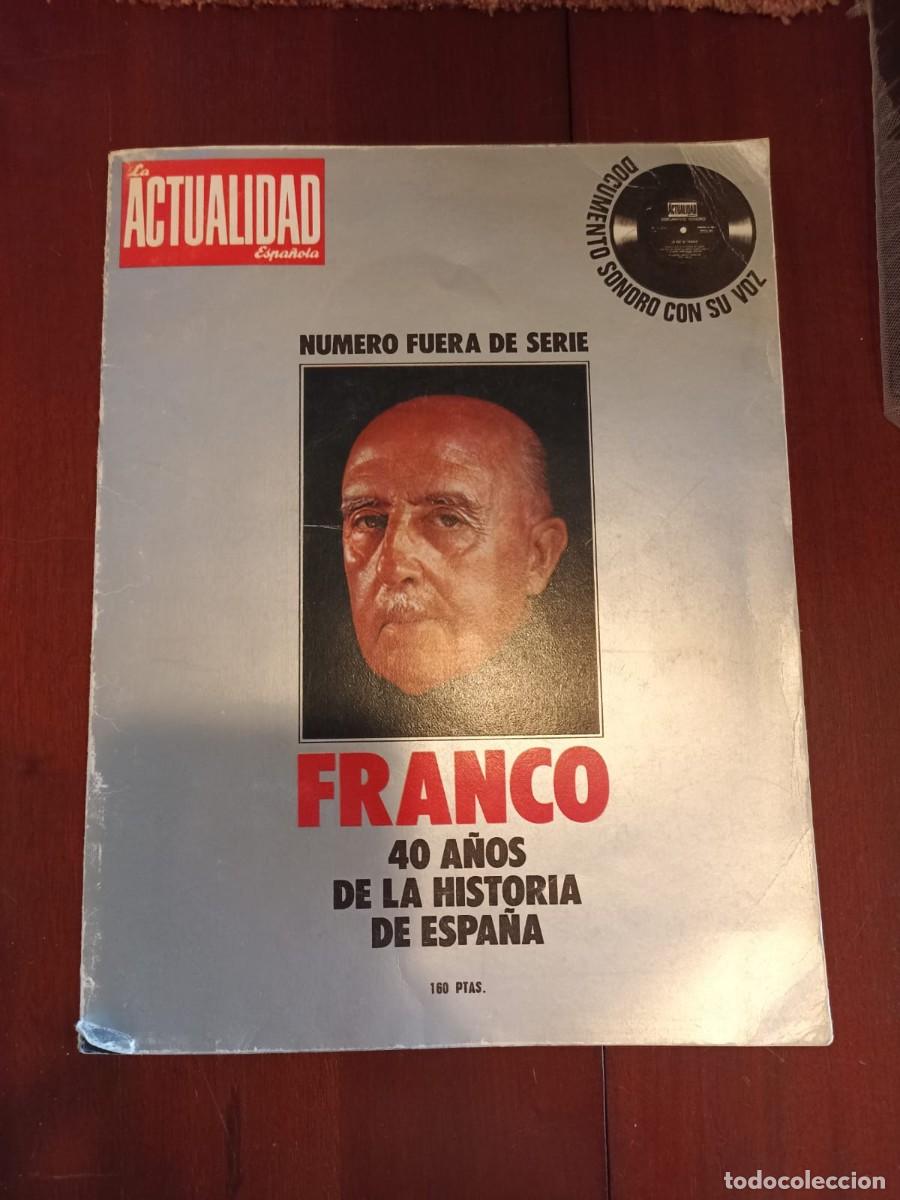 La
ACTUALIDAD
Española
DOCUMENTO SONORO CON SU VOZ
ACTUALIDAD
NUMERO FUERA DE SERIE
FRANCO
40 AÑOS
DE LA HISTORIA
DE ESPAÑA
160 PTAS.
todocoleccion